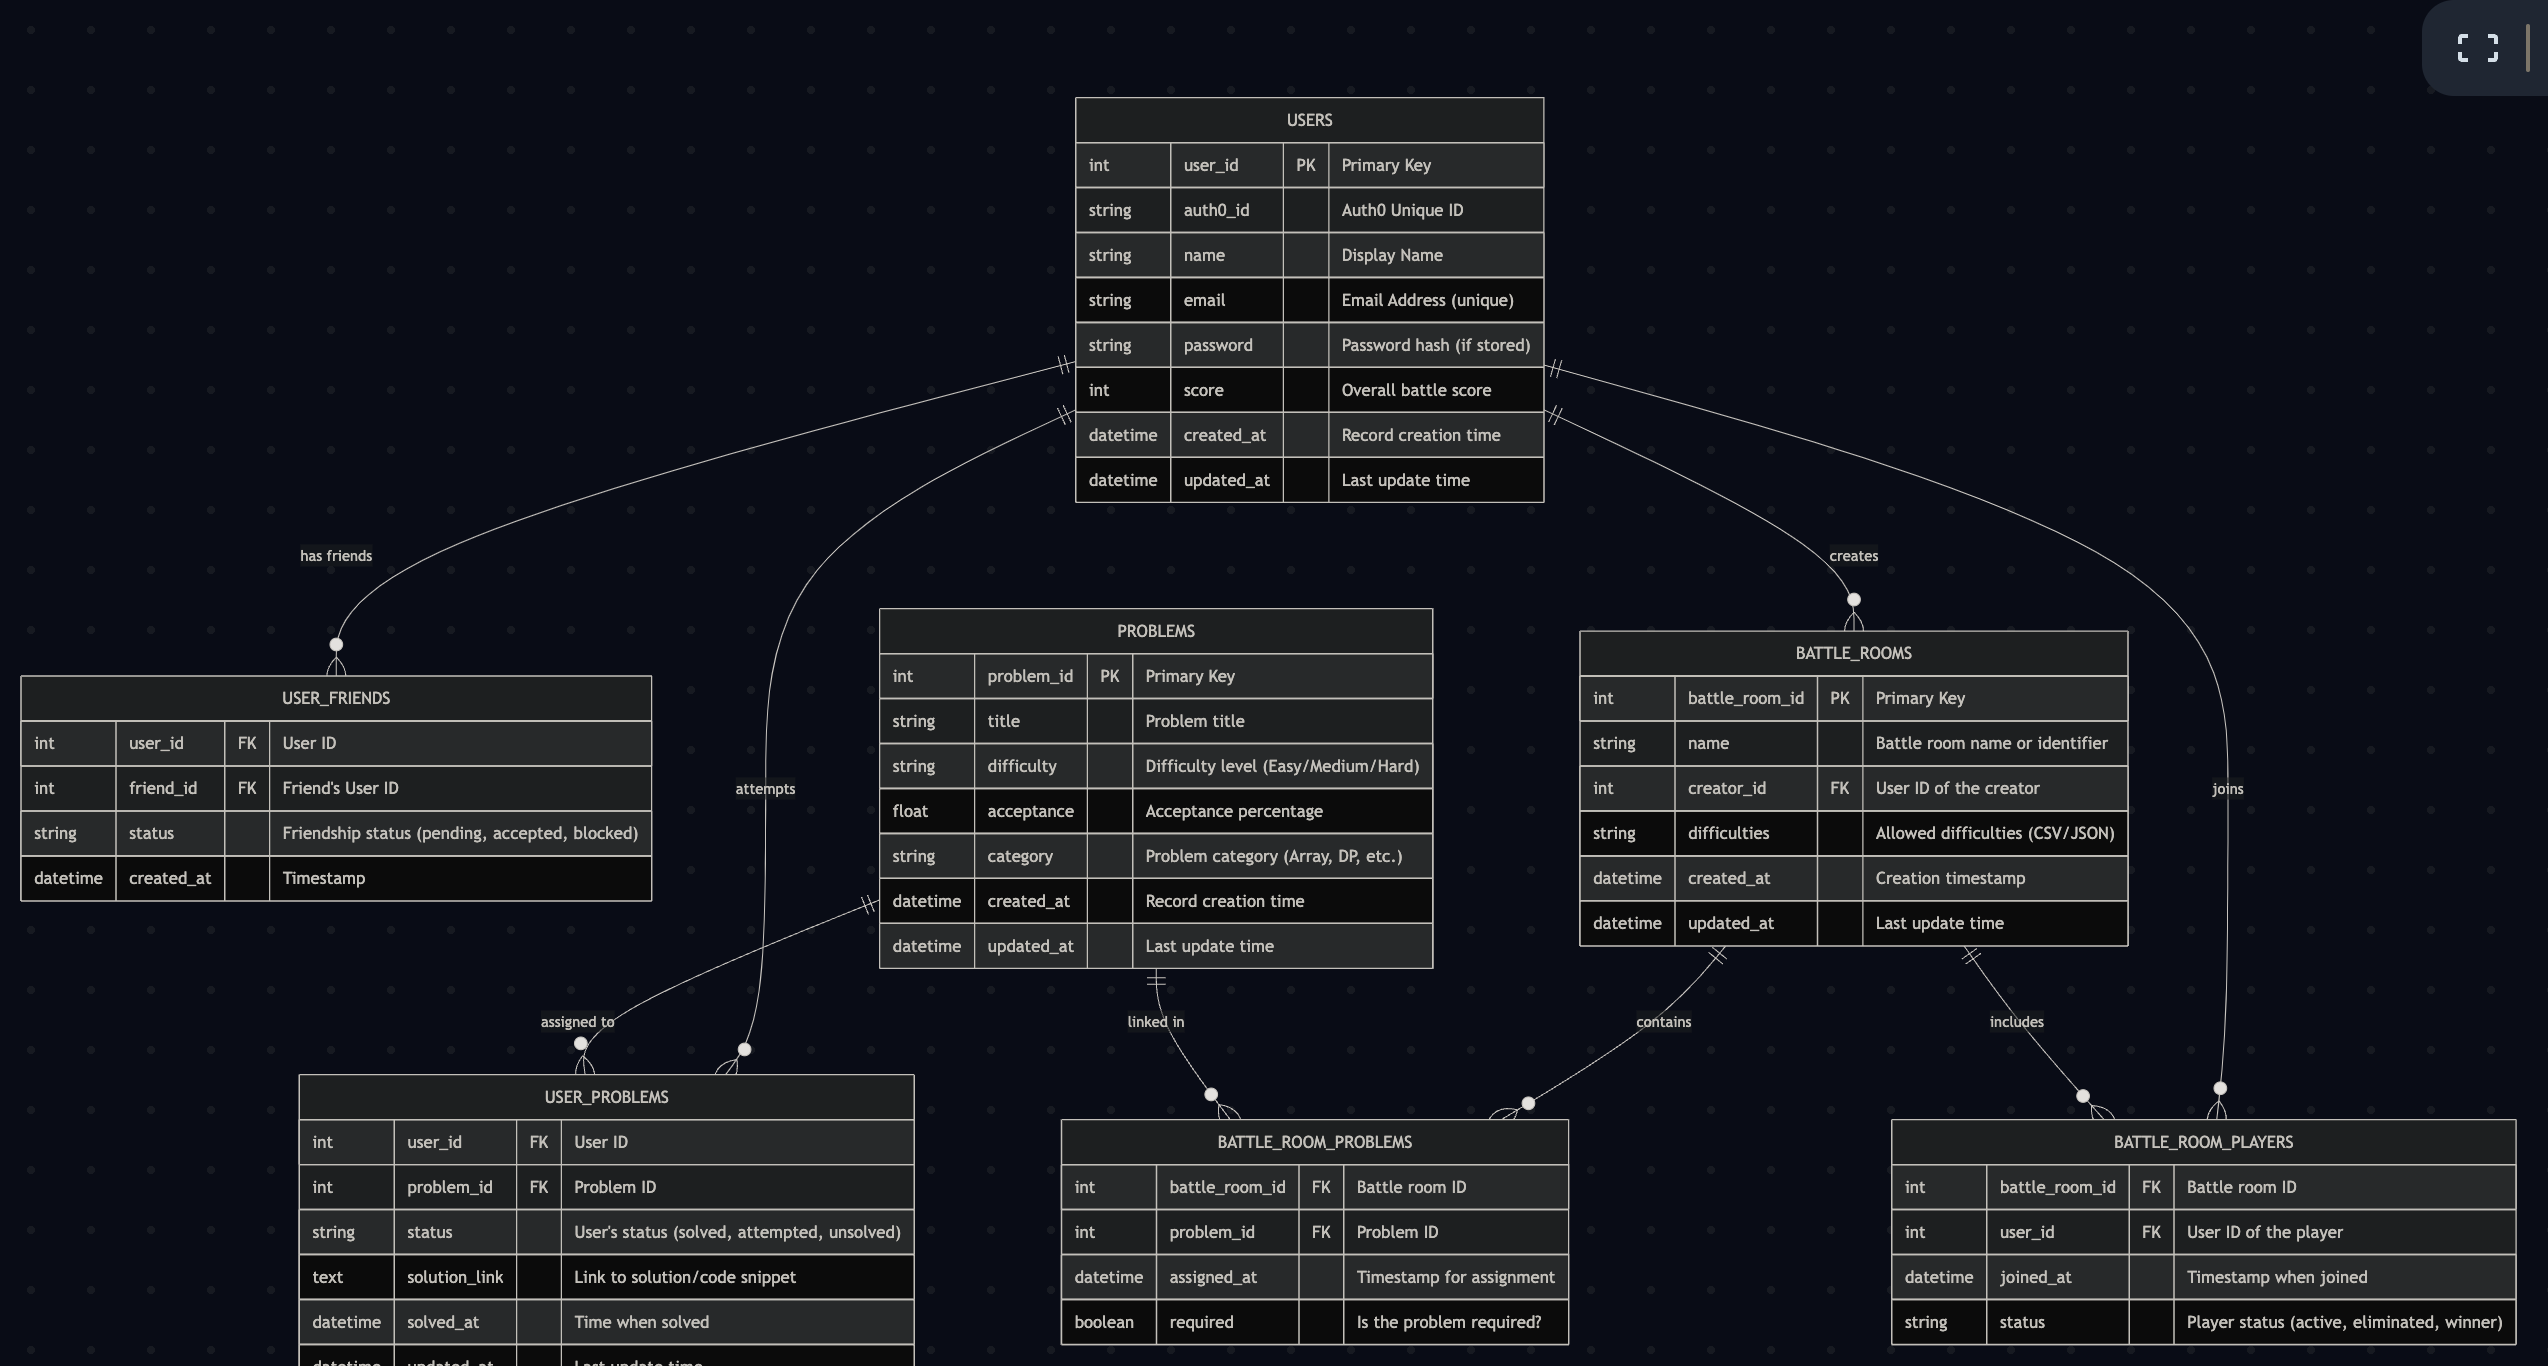 USERS
int user_id PK Primary Key
string auth0_id Auth0 Unique ID
string name Display Name
string email Email Address (unique)
string password Password hash (if stored)
int score Overall battle score
datetime created_at Record creation time
datetime updated_at Last update time
has friends
creates
USER_FRIENDS
int user_id FK User ID
int friend_id FK Friend's User ID
string status Friendship status (pending, accepted, blocked)
datetime created_at Timestamp
attempts
PROBLEMS
int problem_id PK Primary Key
string title Problem title
string difficulty Difficulty level (Easy/Medium/Hard)
float acceptance Acceptance percentage
string category Problem category (Array, DP, etc.)
datetime created_at Record creation time
datetime updated_at Last update time
BATTLE_ROOMS
int battle_room_id PK Primary Key
string name Battle room name or identifier
int creator_id FK User ID of the creator
string difficulties Allowed difficulties (CSV/JSON)
datetime created_at Creation timestamp
datetime updated_at Last update time
joins
assigned to
linked in
contains
includes
USER_PROBLEMS
int user_id FK User ID
int problem_id FK Problem ID
string status User's status (solved, attempted, unsolved)
text solution_link Link to solution/code snippet
datetime solved_at Time when solved
datetime updated_at Last update time
BATTLE_ROOM_PROBLEMS
int battle_room_id FK Battle room ID
int problem_id FK Problem ID
datetime assigned_at Timestamp for assignment
boolean required Is the problem required?
BATTLE_ROOM_PLAYERS
int battle_room_id FK Battle room ID
int user_id FK User ID of the player
datetime joined_at Timestamp when joined
string status Player status (active, eliminated, winner)